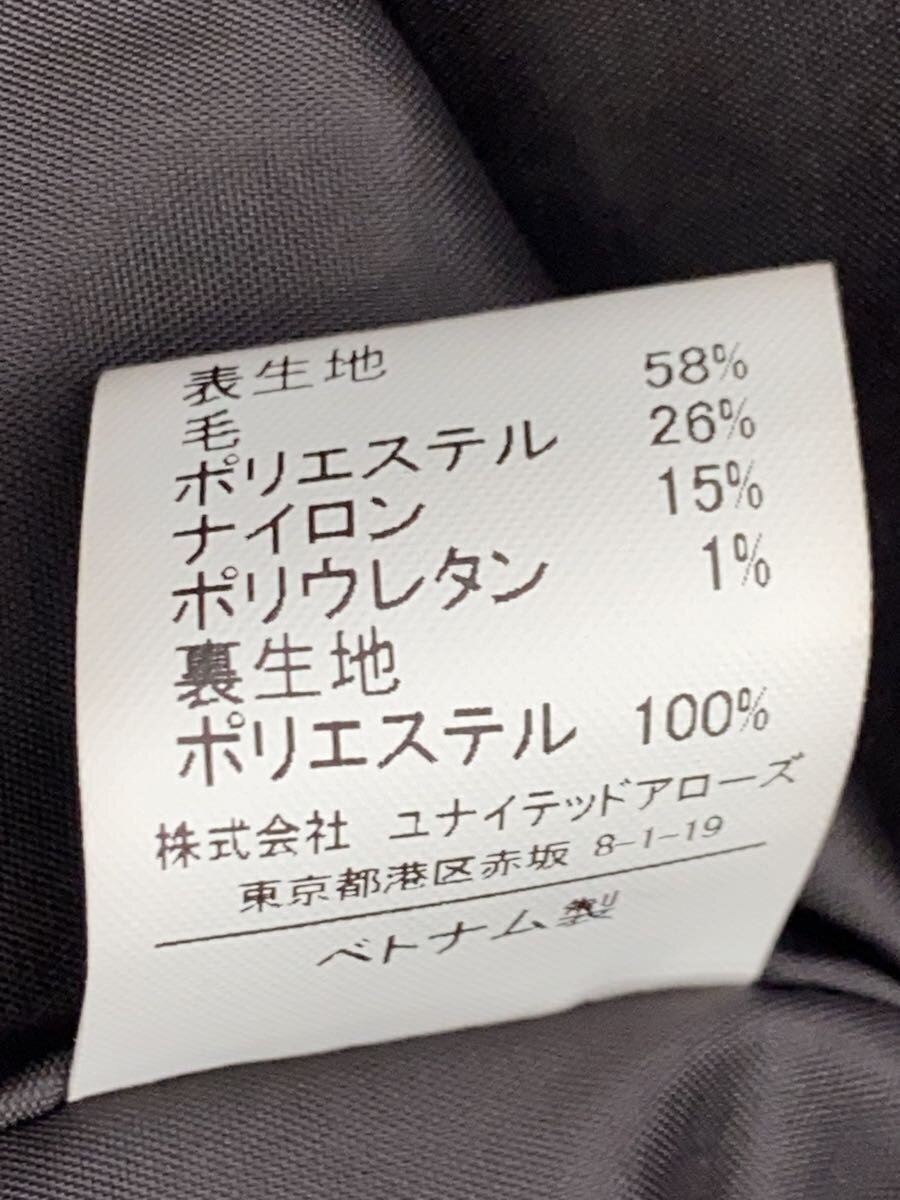 表生地
毛 58%
ポリエステル 26%
ナイロン 15%
ポリウレタン 1%
裏生地
ポリエステル 100%
株式会社 ユナイテッドアローズ
東京都港区赤坂 8-1-19
ベトナム製